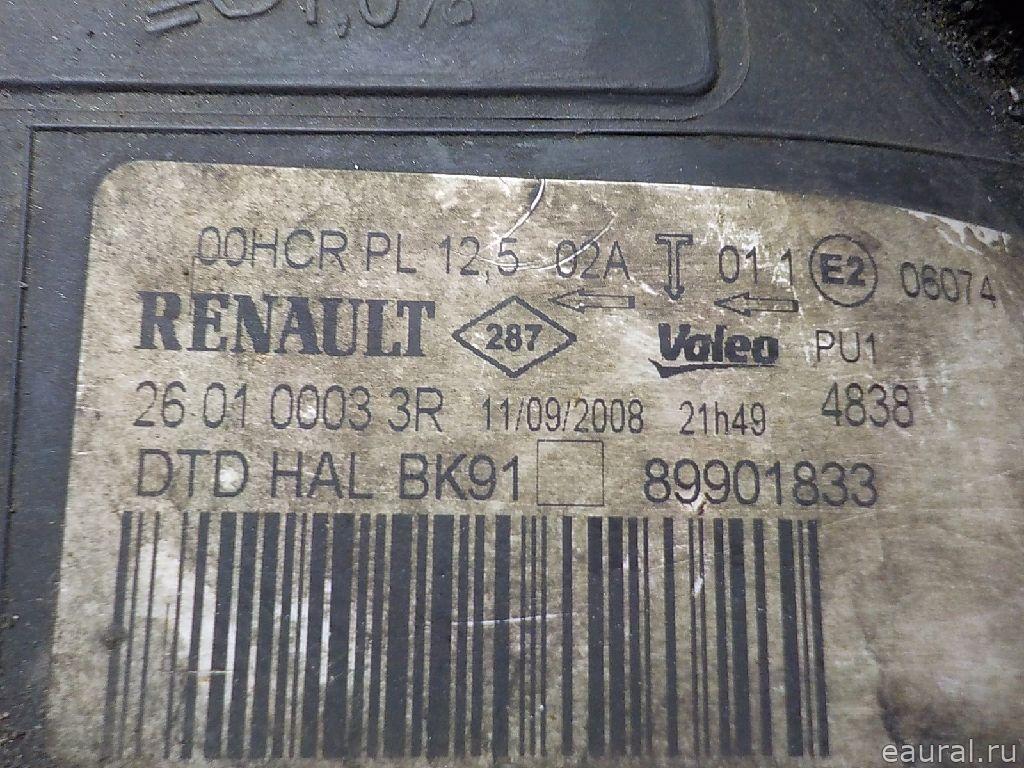 00HCR PL 12,5 02A 01 1 E2 06074
RENAULT 287 Valeo PU1
26 01 0003 3R 11/09/2008 21h49 4838
DTD HAL BK91 89901833
eaural.ru